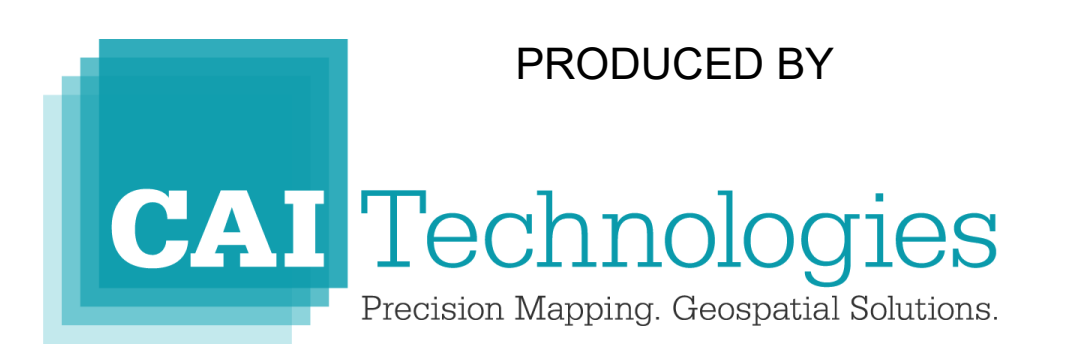 PRODUCED BY
CAI Technologies
Precision Mapping. Geospatial Solutions.